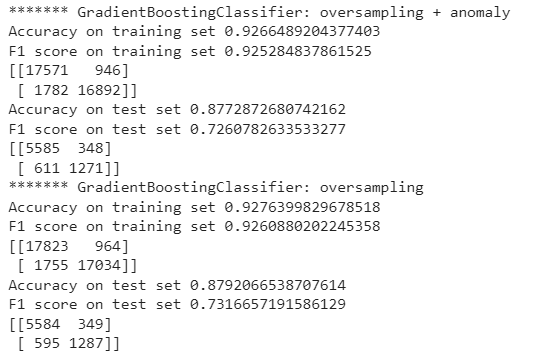 ******* GradientBoostingClassifier: oversampling + anomaly
Accuracy on training set 0.9266489204377403
F1 score on training set 0.925284837861525
[[17571   946]
 [ 1782 16892]]
Accuracy on test set 0.8772872680742162
F1 score on test set 0.7260782633533277
[[5585  348]
 [ 611 1271]]
******* GradientBoostingClassifier: oversampling
Accuracy on training set 0.9276399829678518
F1 score on training set 0.9260880202245358
[[17823   964]
 [ 1755 17034]]
Accuracy on test set 0.8792066538707614
F1 score on test set 0.7316657191586129
[[5584  349]
 [ 595 1287]]